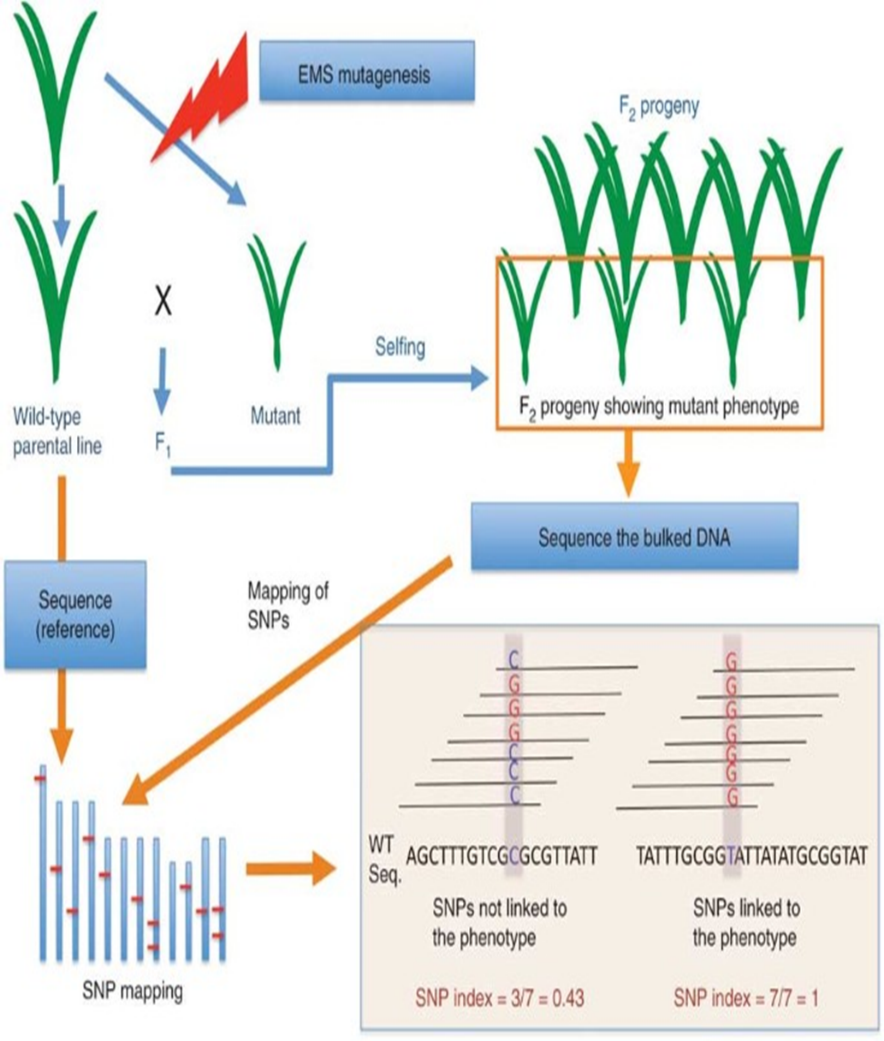 EMS mutagenesis
F2 progeny
X
Selfing
Wild-type
parental line
F1
Mutant
F2 progeny showing mutant phenotype
Sequence the bulked DNA
Sequence
(reference)
Mapping of
SNPs
C
G
G
G
C
C
C
G
G
G
G
G
G
G
WT
Seq.
AGCTTTGTCGCGCGTTATT
TATTTGCGGTATTATATGCGGTAT
SNPs not linked to
the phenotype
SNPs linked to
the phenotype
SNP index = 3/7 = 0.43
SNP index = 7/7 = 1
SNP mapping